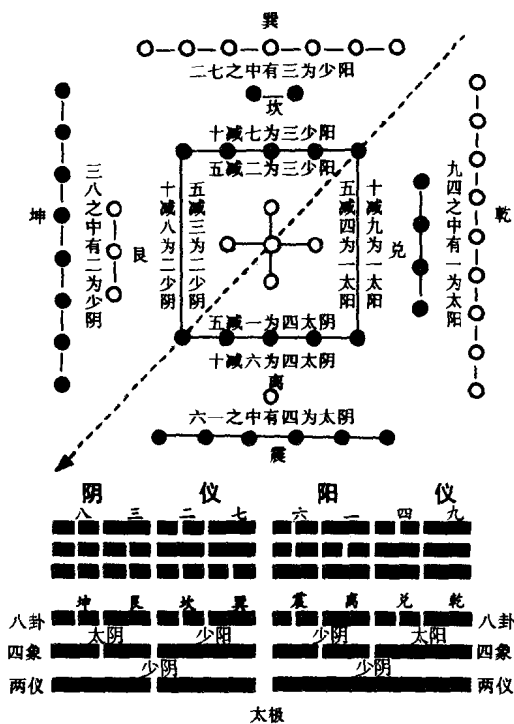 巽
二七之中有三为少阳
坎
十减七为三少阳
五减二为三少阳
坤
三八之中有二为少阴
艮
十减八为二少阴
五减三为二少阴
五减四为一太阳
十减九为一太阳
兑
九四之中有一为太阳
乾
五减一为四太阴
十减六为四太阴
离
六一之中有四为太阴
震
阴 仪 阳 仪
八 三 二 七 六 一 四 九
坤 艮 坎 巽 震 离 兑 乾
八卦 八卦
太阴 少阳 少阴 太阳
四象 四象
少阴 少阴
两仪 两仪
太极